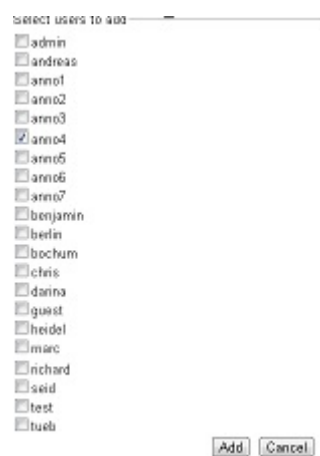 Select users to add
admin
andreas
anno1
anno2
anno3
anno4
anno5
anno6
anno7
benjamin
berlin
bochum
chris
darina
guest
heidel
marc
richard
seid
test
tueb
Add Cancel